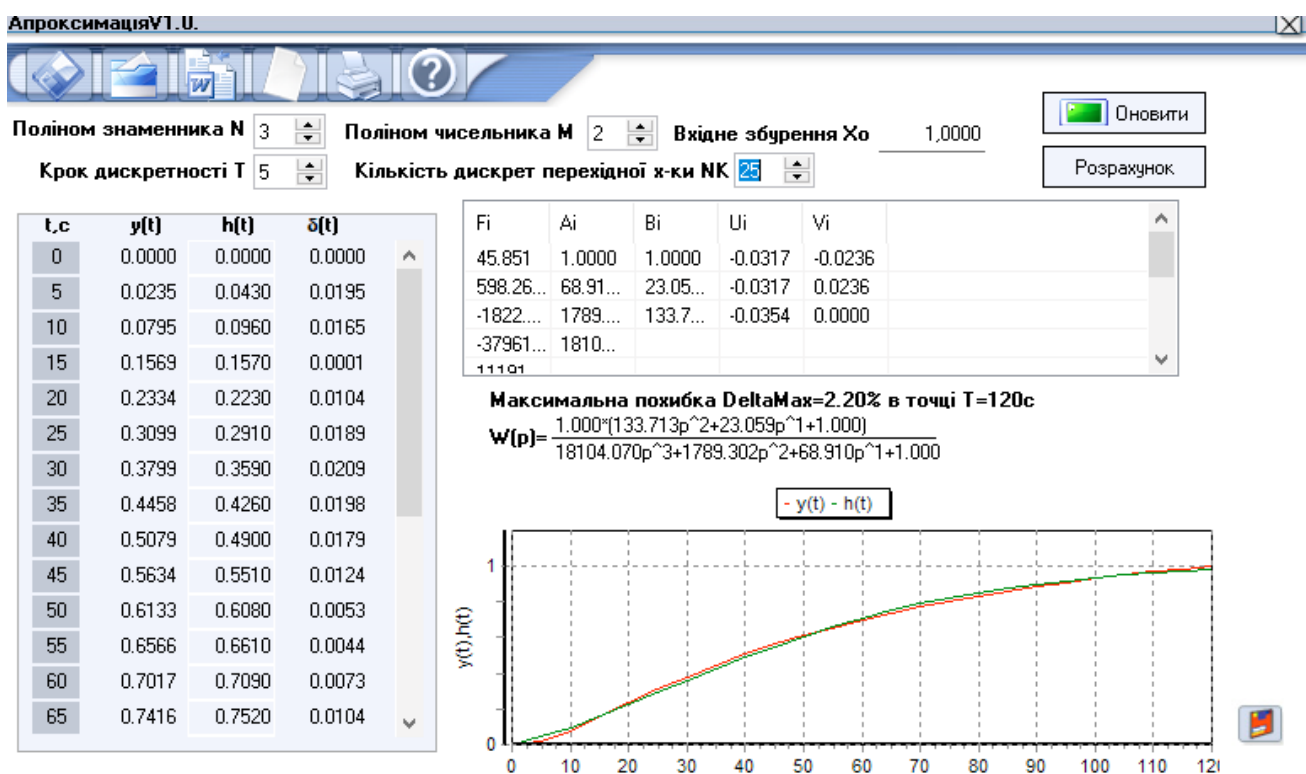 АпроксимаціяV1.0.
Поліном знаменника N 3 Поліном чисельника M 2 Вхідне збурення Xo 1,0000 Оновити
Крок дискретності T 5 Кількість дискрет перехідної х-ки NK 25 Розрахунок
t,c y(t) h(t) δ(t)
0 0.0000 0.0000 0.0000
5 0.0235 0.0430 0.0195
10 0.0795 0.0960 0.0165
15 0.1569 0.1570 0.0001
20 0.2334 0.2230 0.0104
25 0.3099 0.2910 0.0189
30 0.3799 0.3590 0.0209
35 0.4458 0.4260 0.0198
40 0.5079 0.4900 0.0179
45 0.5634 0.5510 0.0124
50 0.6133 0.6080 0.0053
55 0.6566 0.6610 0.0044
60 0.7017 0.7090 0.0073
65 0.7416 0.7520 0.0104
Fi Ai Bi Ui Vi
45.851 1.0000 1.0000 -0.0317 -0.0236
598.26... 68.91... 23.05... -0.0317 0.0236
-1822.... 1789.... 133.7... -0.0354 0.0000
-37961... 1810...
11191
Максимальна похибка DeltaMax=2.20% в точці T=120с
W(p)= 1.000*(133.713p^2+23.059p^1+1.000)
18104.070p^3+1789.302p^2+68.910p^1+1.000
- y(t) - h(t)
y(t),h(t)
1
0
0 10 20 30 40 50 60 70 80 90 100 110 120